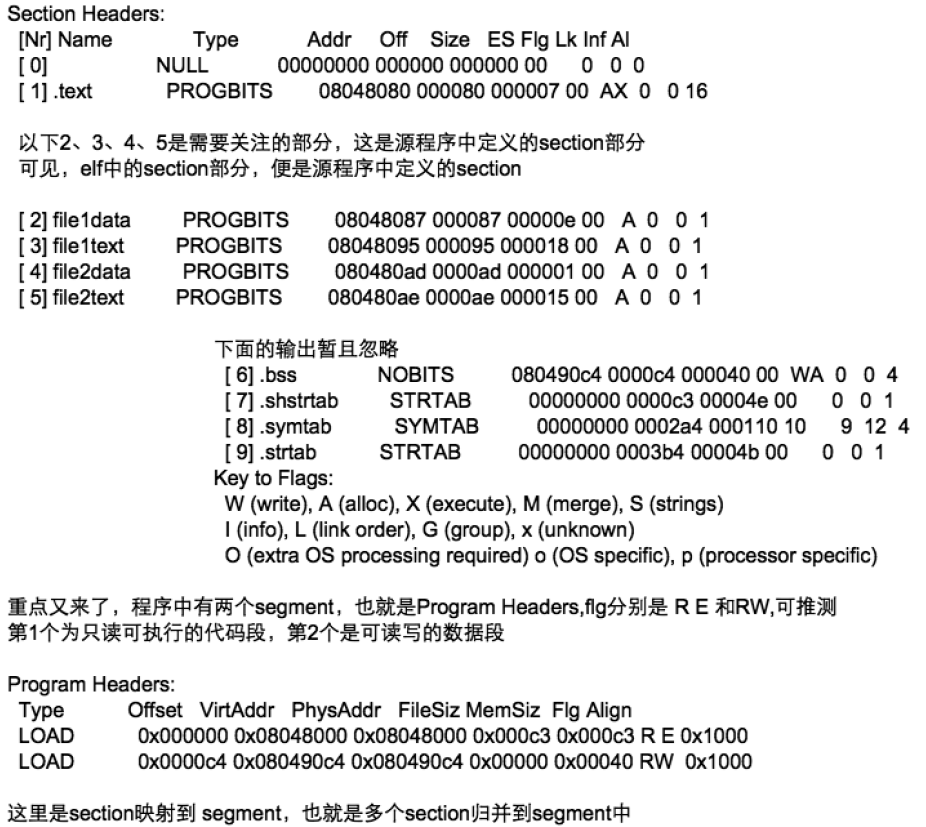 Section Headers:
[Nr] Name Type Addr Off Size ES Flg Lk Inf Al
[ 0] NULL 00000000 000000 000000 00 0 0 0
[ 1] .text PROGBITS 08048080 000080 000007 00 AX 0 0 16
以下2、3、4、5是需要关注的部分，这是源程序中定义的section部分
可见，elf中的section部分，便是源程序中定义的section
[ 2] file1data PROGBITS 08048087 000087 00000e 00 A 0 0 1
[ 3] file1text PROGBITS 08048095 000095 000018 00 A 0 0 1
[ 4] file2data PROGBITS 080480ad 0000ad 000001 00 A 0 0 1
[ 5] file2text PROGBITS 080480ae 0000ae 000015 00 A 0 0 1
下面的输出暂且忽略
[ 6] .bss NOBITS 080490c4 0000c4 000040 00 WA 0 0 4
[ 7] .shstrtab STRTAB 00000000 0000c3 00004e 00 0 0 1
[ 8] .symtab SYMTAB 00000000 0002a4 000110 10 9 12 4
[ 9] .strtab STRTAB 00000000 0003b4 00004b 00 0 0 1
Key to Flags:
W (write), A (alloc), X (execute), M (merge), S (strings)
I (info), L (link order), G (group), x (unknown)
O (extra OS processing required) o (OS specific), p (processor specific)
重点又来了，程序中有两个segment，也就是Program Headers,flg分别是 R E 和RW,可推测
第1个为只读可执行的代码段，第2个是可读写的数据段
Program Headers:
Type Offset VirtAddr PhysAddr FileSiz MemSiz Flg Align
LOAD 0x000000 0x08048000 0x08048000 0x000c3 0x000c3 R E 0x1000
LOAD 0x0000c4 0x080490c4 0x080490c4 0x00000 0x00040 RW 0x1000
这里是section映射到 segment，也就是多个section归并到segment中